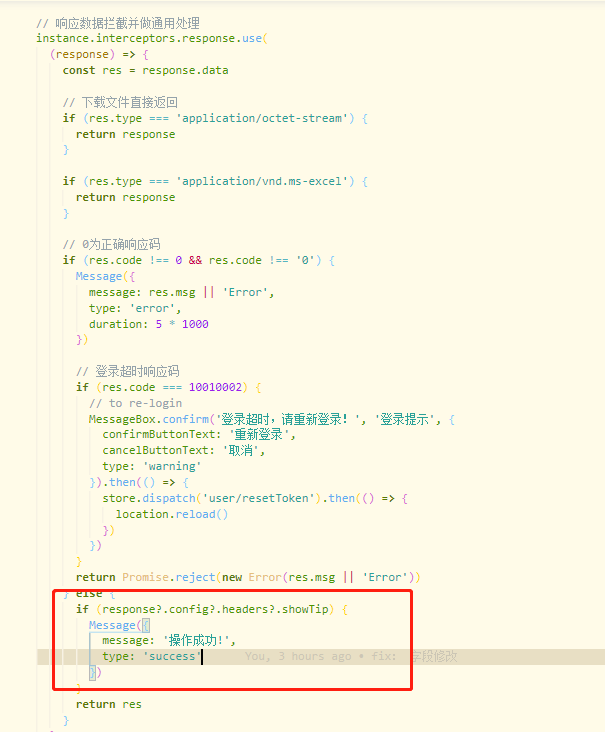 // 响应数据拦截并做通用处理
instance.interceptors.response.use(
  (response) => {
    const res = response.data

    // 下载文件直接返回
    if (res.type === 'application/octet-stream') {
      return response
    }

    if (res.type === 'application/vnd.ms-excel') {
      return response
    }

    // 0为正确响应码
    if (res.code !== 0 && res.code !== '0') {
      Message({
        message: res.msg || 'Error',
        type: 'error',
        duration: 5 * 1000
      })

      // 登录超时响应码
      if (res.code === 10010002) {
        // to re-login
        MessageBox.confirm('登录超时，请重新登录！', '登录提示', {
          confirmButtonText: '重新登录',
          cancelButtonText: '取消',
          type: 'warning'
        }).then(() => {
          store.dispatch('user/resetToken').then(() => {
            location.reload()
          })
        })
      }
      return Promise.reject(new Error(res.msg || 'Error'))
    } else {
      if (response?.config?.headers?.showTip) {
        Message({
          message: '操作成功!',
          type: 'success'      You, 3 hours ago • fix: 字段修改
        })
      }
      return res
    }